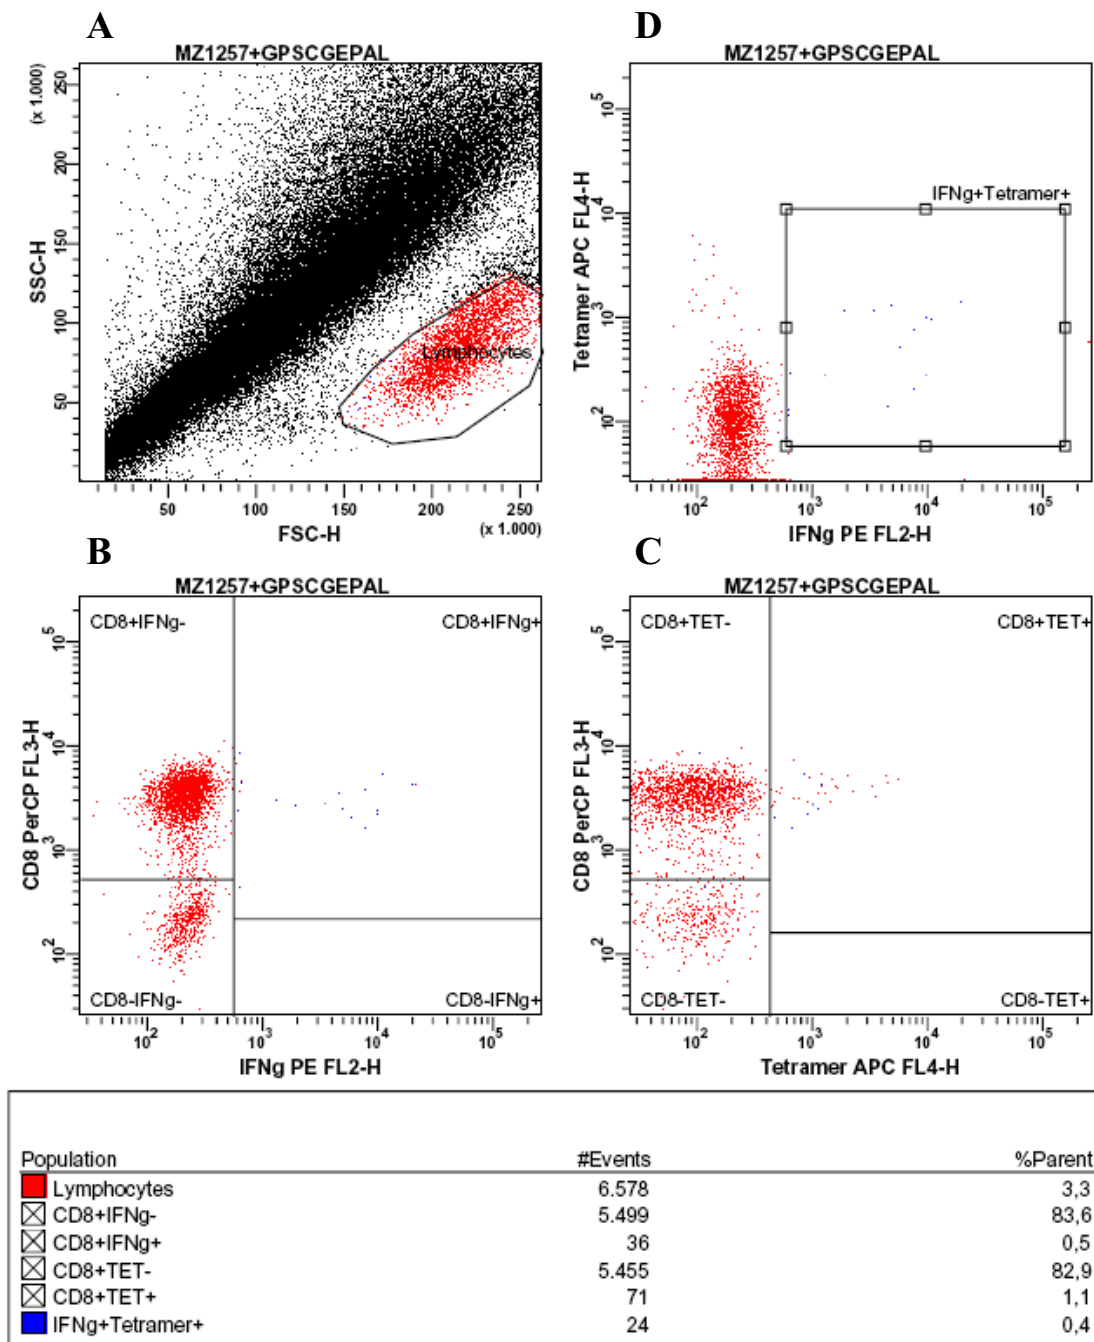 A
MZ1257+GPSCGEPAL
(x 1.000)
250
200
150
100
50
SSC-H
Lymphocytes
50
100
150
200
250
(x 1.000)
FSC-H
D
MZ1257+GPSCGEPAL
Tetramer APC FL4-H
10^5
10^4
10^3
10^2
IFNg+Tetramer+
10^2
10^3
10^4
10^5
IFNg PE FL2-H
B
MZ1257+GPSCGEPAL
CD8+IFNg-
CD8+IFNg+
CD8 PerCP FL3-H
10^5
10^4
10^3
10^2
CD8-IFNg-
CD8-IFNg+
10^2
10^3
10^4
10^5
IFNg PE FL2-H
C
MZ1257+GPSCGEPAL
CD8+TET-
CD8+TET+
CD8 PerCP FL3-H
10^5
10^4
10^3
10^2
CD8-TET-
CD8-TET+
10^2
10^3
10^4
10^5
Tetramer APC FL4-H
Population #Events %Parent
Lymphocytes 6.578 3,3
CD8+IFNg- 5.499 83,6
CD8+IFNg+ 36 0,5
CD8+TET- 5.455 82,9
CD8+TET+ 71 1,1
IFNg+Tetramer+ 24 0,4